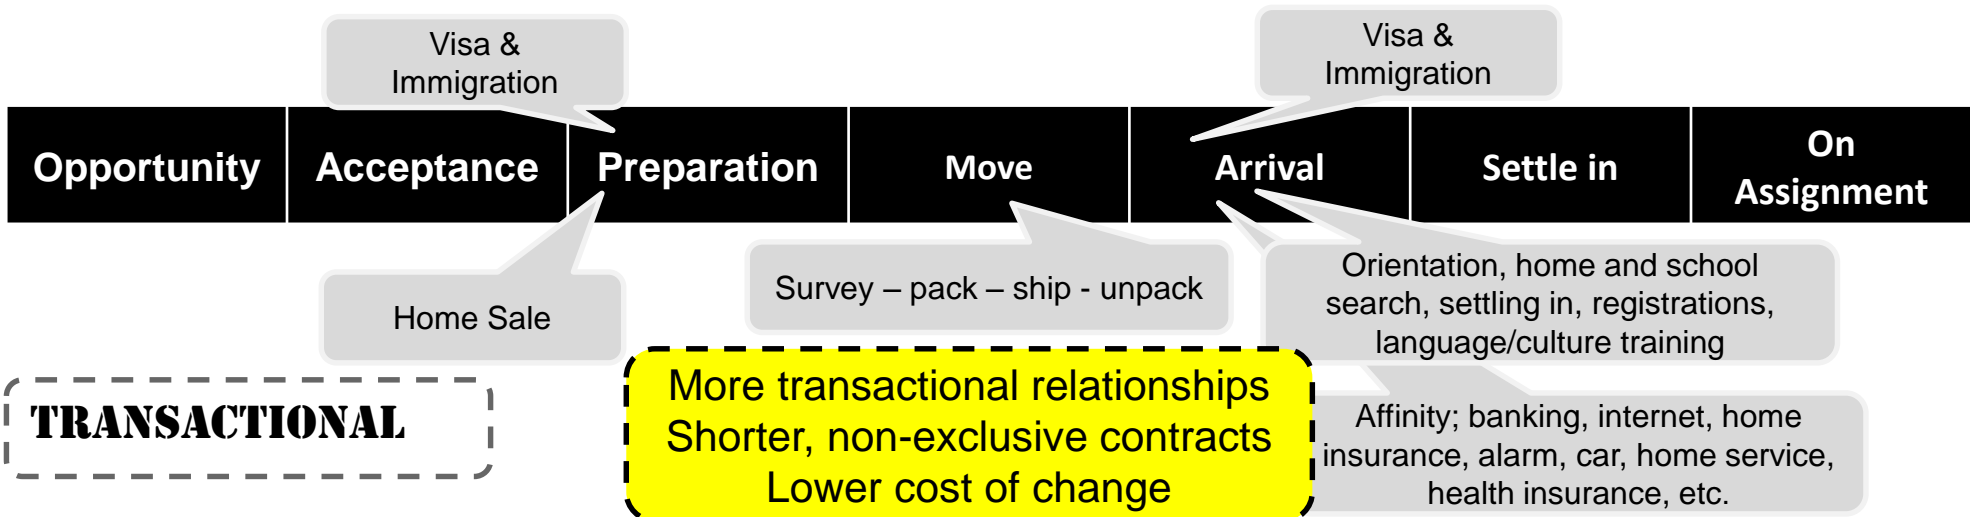 Visa &
Immigration
Visa &
Immigration
Opportunity
Acceptance
Preparation
Move
Arrival
Settle in
On
Assignment
Home Sale
Survey – pack – ship - unpack
Orientation, home and school
search, settling in, registrations,
language/culture training
TRANSACTIONAL
More transactional relationships
Shorter, non-exclusive contracts
Lower cost of change
Affinity; banking, internet, home
insurance, alarm, car, home service,
health insurance, etc.